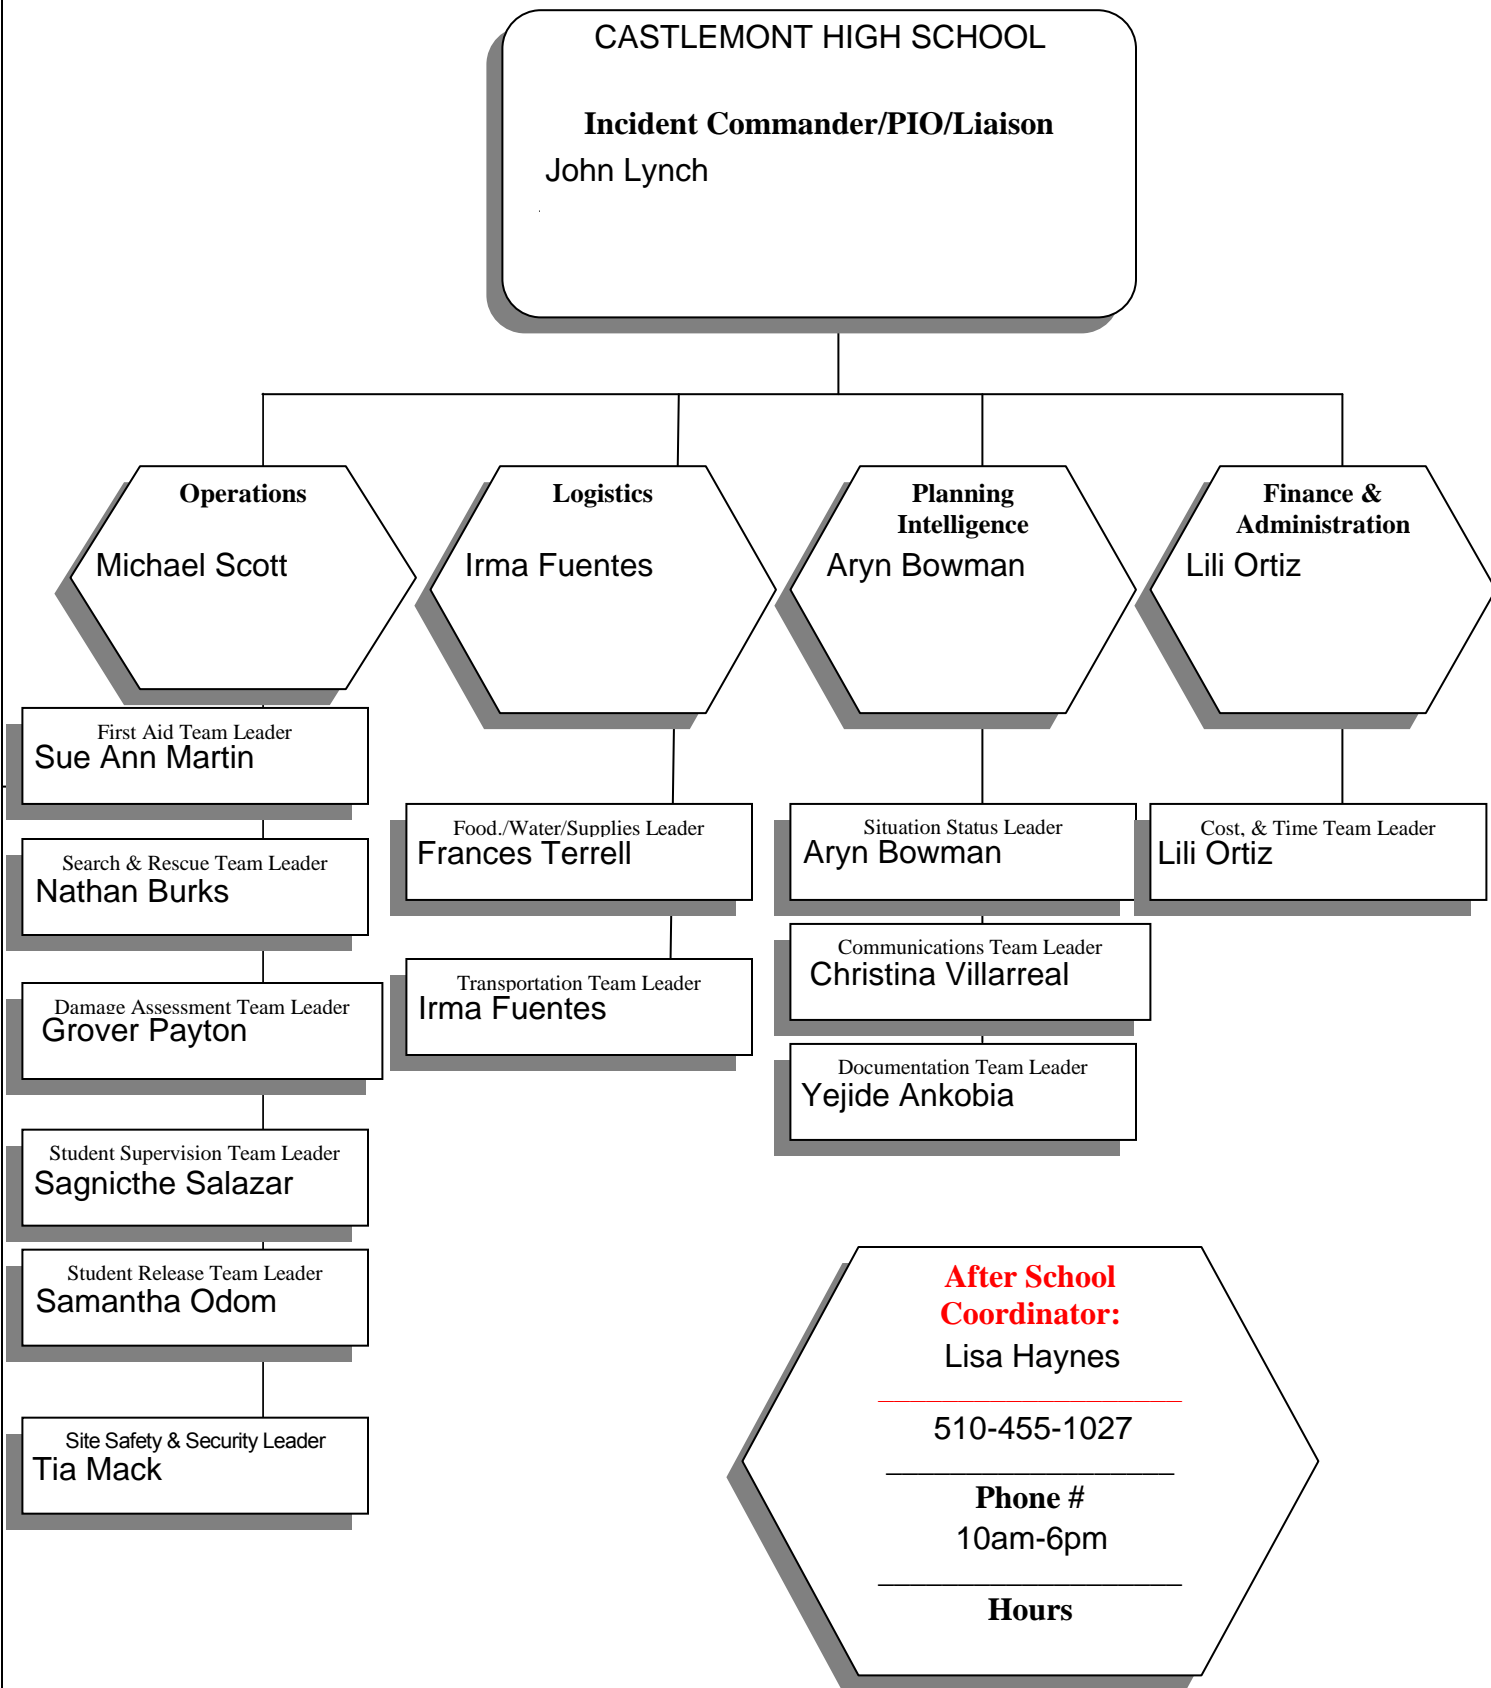 CASTLEMONT HIGH SCHOOL
Incident Commander/PIO/Liaison
John Lynch
Operations
Michael Scott
Logistics
Irma Fuentes
Planning
Intelligence
Aryn Bowman
Finance &
Administration
Lili Ortiz
First Aid Team Leader
Sue Ann Martin
Search & Rescue Team Leader
Nathan Burks
Damage Assessment Team Leader
Grover Payton
Student Supervision Team Leader
Sagnicthe Salazar
Student Release Team Leader
Samantha Odom
Site Safety & Security Leader
Tia Mack
Food./Water/Supplies Leader
Frances Terrell
Transportation Team Leader
Irma Fuentes
Situation Status Leader
Aryn Bowman
Communications Team Leader
Christina Villarreal
Documentation Team Leader
Yejide Ankobia
Cost, & Time Team Leader
Lili Ortiz
After School
Coordinator:
Lisa Haynes
510-455-1027
Phone #
10am-6pm
Hours